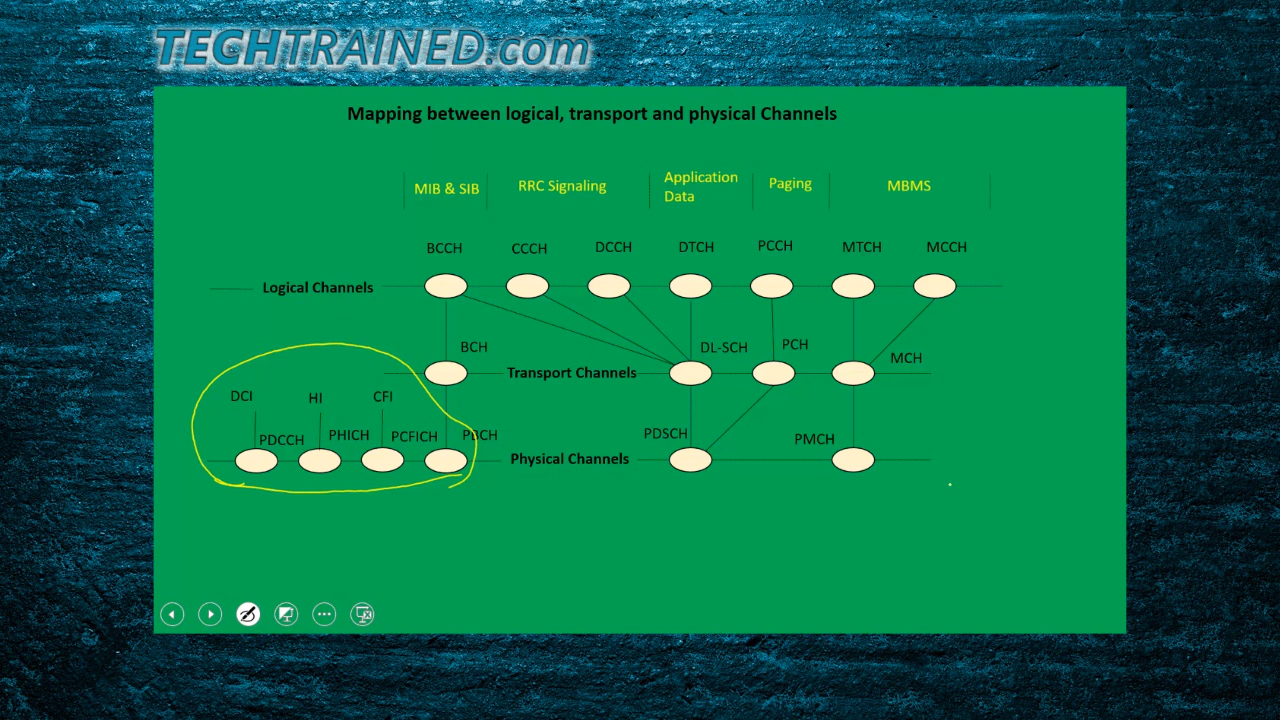 TECHTRAINED.com
Mapping between logical, transport and physical Channels
MIB & SIB
RRC Signaling
Application
Data
Paging
MBMS
BCCH
CCCH
DCCH
DTCH
PCCH
MTCH
MCCH
Logical Channels
BCH
Transport Channels
DL-SCH
PCH
MCH
DCI
HI
CFI
PDCCH
PHICH
PCFICH
PBCH
Physical Channels
PDSCH
PMCH